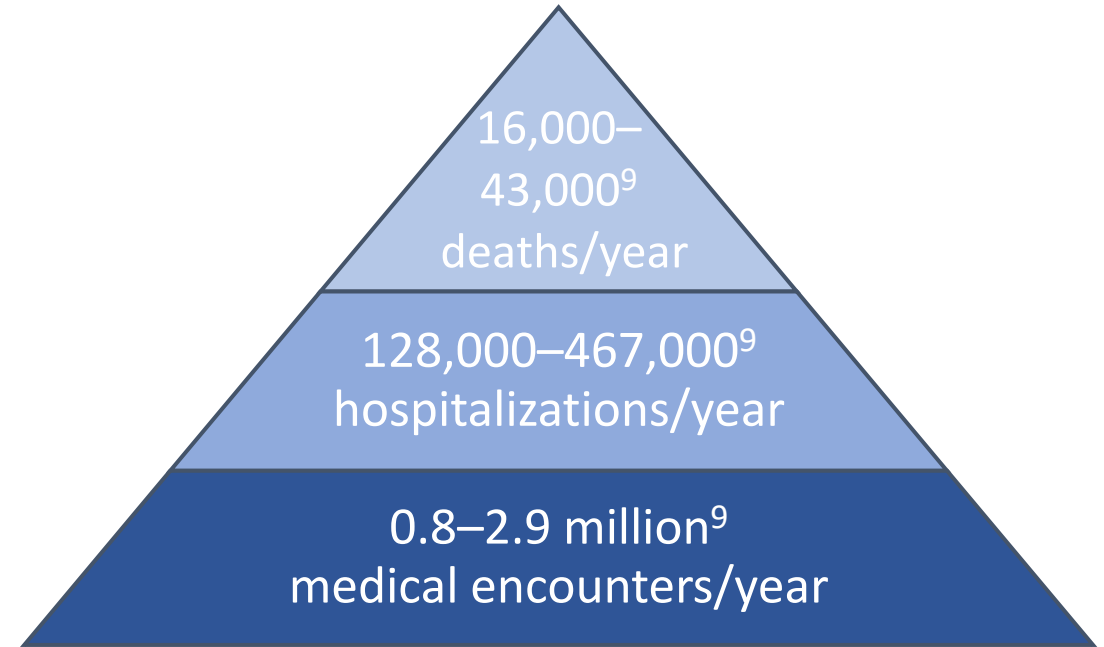 16,000–
43,000⁹
deaths/year
128,000–467,000⁹
hospitalizations/year
0.8–2.9 million⁹
medical encounters/year